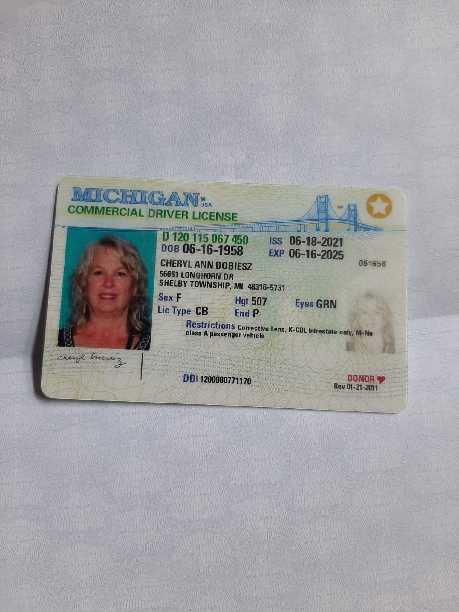 MICHIGAN USA
COMMERCIAL DRIVER LICENSE
D 120 115 067 450 ISS 06-18-2021
DOB 06-16-1958 EXP 06-16-2025
CHERYL ANN DOBIESZ
56651 LONGHORN DR
SHELBY TOWNSHIP, MI 48316-5731
061658
Sex F Hgt 507 Eyes GRN
Lic Type CB End P
Restrictions Corrective lens, K-CDL Intrastate only, M-No
class A passenger vehicle
DONOR
DD 1200980771170 Rev 01-21-2011